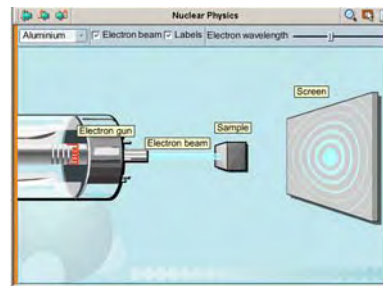 Nuclear Physics
Aluminium Electron beam Labels Electron wavelength
Screen
Sample
Electron gun
Electron beam